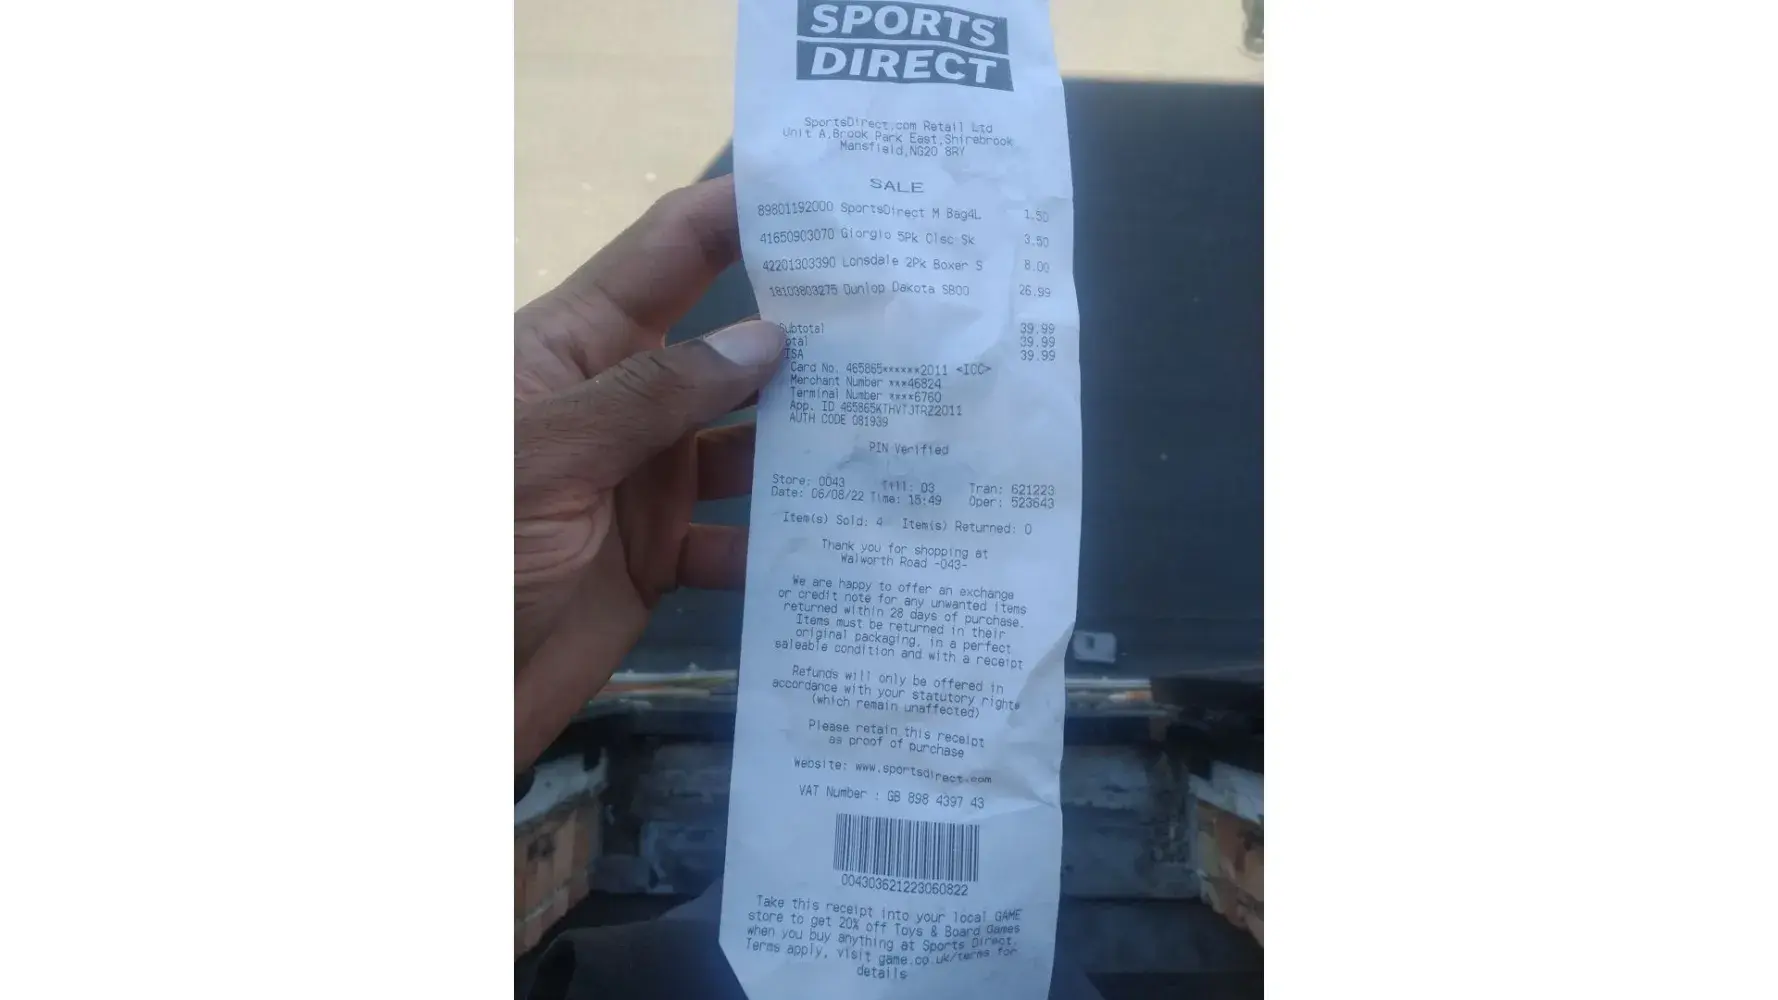 SPORTS
DIRECT
SportsDirect.com Retail Ltd
Unit A,Brook Park East,Shirebrook
Mansfield,NG20 8RY
SALE
89801192000 SportsDirect M Bag4L 1.50
41650903070 Giorgio 5Pk Clsc Sk 3.50
42201303390 Lonsdale 2Pk Boxer S 8.00
18103803275 Dunlop Dakota SB00 26.99
Subtotal 39.99
otal 39.99
ISA 39.99
Card No. 465865******2011 <ICC>
Merchant Number ***46824
Terminal Number ****6760
App. ID 465865KTHVTJTRZ2011
AUTH CODE 081939
PIN Verified
Store: 0043 Till: 03 Tran: 621223
Date: 06/08/22 Time: 15:49 Oper: 523643
Item(s) Sold: 4 Item(s) Returned: 0
Thank you for shopping at
Walworth Road -043-
We are happy to offer an exchange
or credit note for any unwanted items
returned within 28 days of purchase.
Items must be returned in their
original packaging, in a perfect
saleable condition and with a receipt
Refunds will only be offered in
accordance with your statutory rights
(which remain unaffected)
Please retain this receipt
as proof of purchase
Website: www.sportsdirect.com
VAT Number : GB 898 4397 43
004303621223060822
Take this receipt into your local GAME
store to get 20% off Toys & Board Games
when you buy anything at Sports Direct.
Terms apply, visit game.co.uk/terms for
details